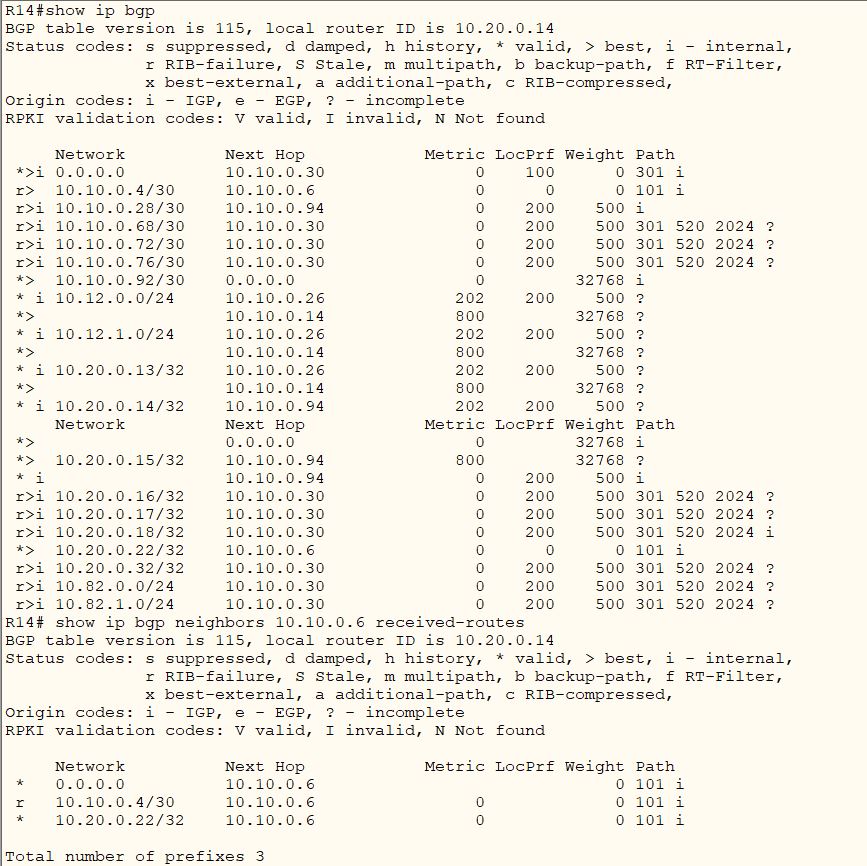 R14#show ip bgp
BGP table version is 115, local router ID is 10.20.0.14
Status codes: s suppressed, d damped, h history, * valid, > best, i - internal,
              r RIB-failure, S Stale, m multipath, b backup-path, f RT-Filter,
              x best-external, a additional-path, c RIB-compressed,
Origin codes: i - IGP, e - EGP, ? - incomplete
RPKI validation codes: V valid, I invalid, N Not found

     Network          Next Hop            Metric LocPrf Weight Path
 *>i 0.0.0.0          10.10.0.30               0    100      0 301 i
 r>  10.10.0.4/30     10.10.0.6                0      0      0 101 i
 r>i 10.10.0.28/30    10.10.0.94               0    200    500 i
 r>i 10.10.0.68/30    10.10.0.30               0    200    500 301 520 2024 ?
 r>i 10.10.0.72/30    10.10.0.30               0    200    500 301 520 2024 ?
 r>i 10.10.0.76/30    10.10.0.30               0    200    500 301 520 2024 ?
 *>  10.10.0.92/30    0.0.0.0                  0         32768 i
 * i 10.12.0.0/24     10.10.0.26             202    200    500 ?
 *>                   10.10.0.14             800         32768 ?
 * i 10.12.1.0/24     10.10.0.26             202    200    500 ?
 *>                   10.10.0.14             800         32768 ?
 * i 10.20.0.13/32    10.10.0.26             202    200    500 ?
 *>                   10.10.0.14             800         32768 ?
 * i 10.20.0.14/32    10.10.0.94             202    200    500 ?
     Network          Next Hop            Metric LocPrf Weight Path
 *>                   0.0.0.0                  0         32768 i
 *>  10.20.0.15/32    10.10.0.94             800         32768 ?
 * i                  10.10.0.94               0    200    500 i
 r>i 10.20.0.16/32    10.10.0.30               0    200    500 301 520 2024 ?
 r>i 10.20.0.17/32    10.10.0.30               0    200    500 301 520 2024 ?
 r>i 10.20.0.18/32    10.10.0.30               0    200    500 301 520 2024 i
 *>  10.20.0.22/32    10.10.0.6                0      0      0 101 i
 r>i 10.20.0.32/32    10.10.0.30               0    200    500 301 520 2024 ?
 r>i 10.82.0.0/24     10.10.0.30               0    200    500 301 520 2024 ?
 r>i 10.82.1.0/24     10.10.0.30               0    200    500 301 520 2024 ?
R14# show ip bgp neighbors 10.10.0.6 received-routes
BGP table version is 115, local router ID is 10.20.0.14
Status codes: s suppressed, d damped, h history, * valid, > best, i - internal,
              r RIB-failure, S Stale, m multipath, b backup-path, f RT-Filter,
              x best-external, a additional-path, c RIB-compressed,
Origin codes: i - IGP, e - EGP, ? - incomplete
RPKI validation codes: V valid, I invalid, N Not found

     Network          Next Hop            Metric LocPrf Weight Path
 *   0.0.0.0          10.10.0.6                              0 101 i
 r   10.10.0.4/30     10.10.0.6                0             0 101 i
 *   10.20.0.22/32    10.10.0.6                0             0 101 i

Total number of prefixes 3